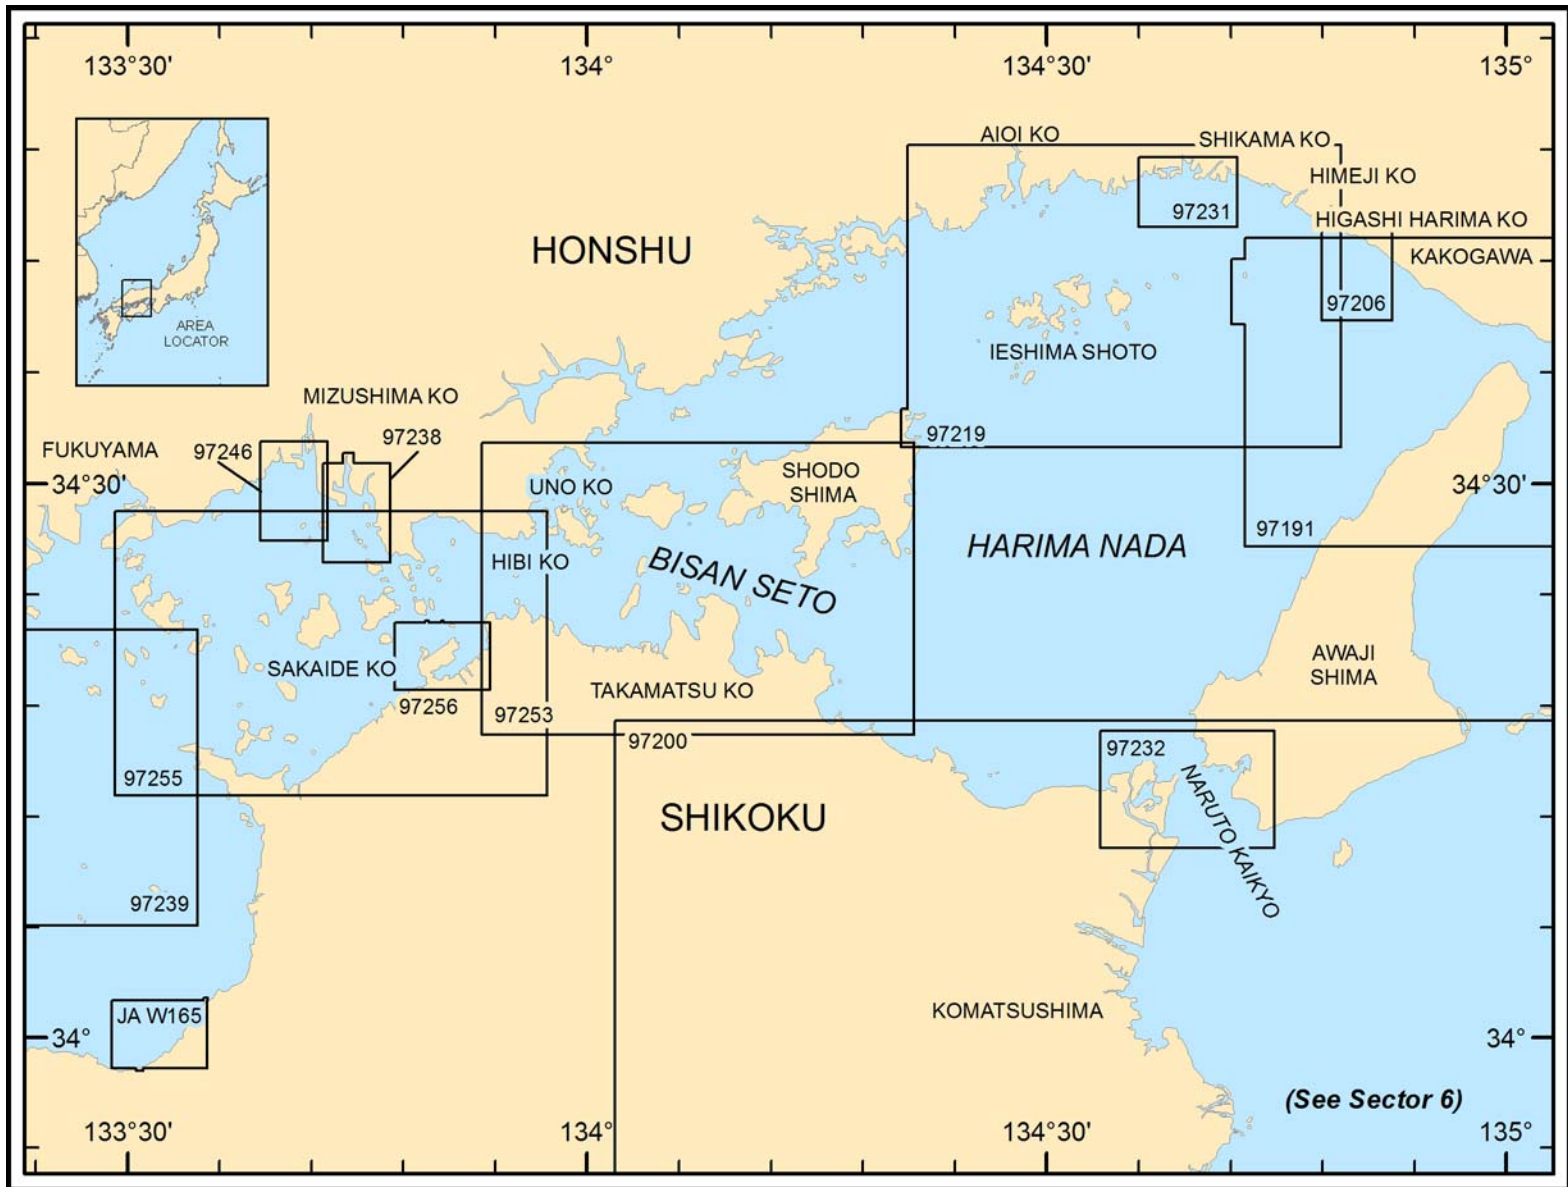 133°30'
134°
134°30'
135°
AIOI KO
SHIKAMA KO
HIMEJI KO
97231
HIGASHI HARIMA KO
HONSHU
KAKOGAWA
97206
AREA
LOCATOR
IESHIMA SHOTO
MIZUSHIMA KO
97238
97219
FUKUYAMA
97246
SHODO
SHIMA
34°30'
UNO KO
34°30'
97191
HARIMA NADA
HIBI KO
BISAN SETO
SAKAIDE KO
AWAJI
SHIMA
TAKAMATSU KO
97256
97253
97200
97232
97255
NARUTO KAIKYO
SHIKOKU
97239
JA W165
KOMATSUSHIMA
34°
34°
(See Sector 6)
133°30'
134°
134°30'
135°